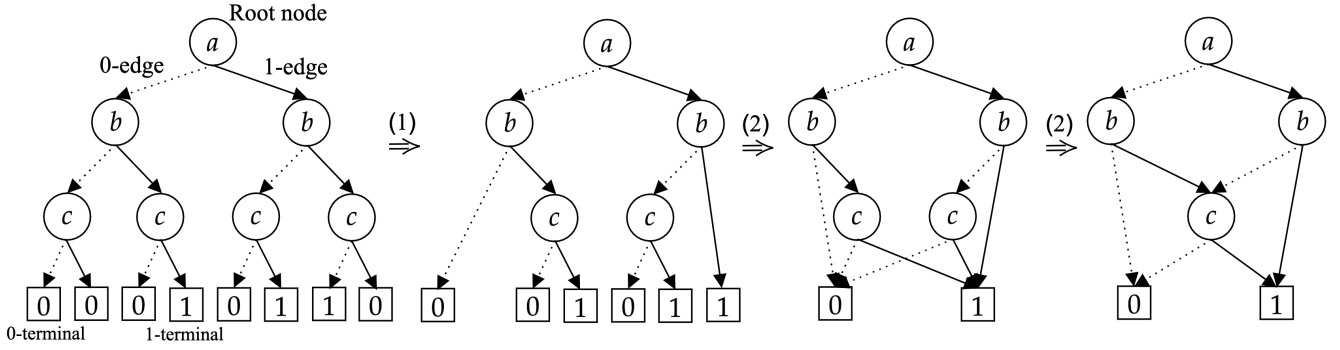 Root node
a a a a
0-edge 1-edge
b b (1) ⇒ b b (2) ⇒ b b (2) ⇒ b b
c c c c c c c c c
0 0 0 1 0 1 1 0 0 0 1 0 1 1 0 1 0 1
0-terminal 1-terminal